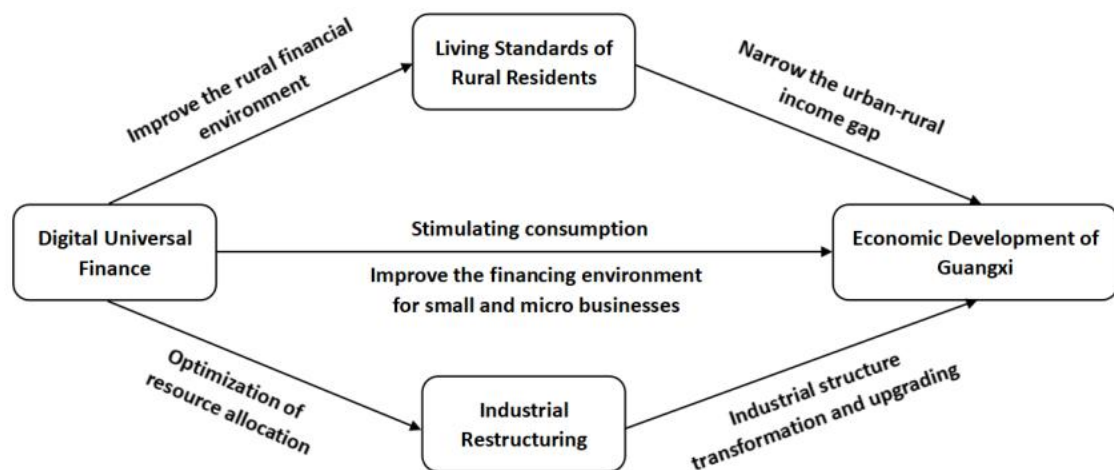 Living Standards of
Rural Residents
Improve the rural financial
environment
Narrow the urban-rural
income gap
Digital Universal
Finance
Stimulating consumption
Improve the financing environment
for small and micro businesses
Economic Development of
Guangxi
Optimization of
resource allocation
Industrial
Restructuring
Industrial structure
transformation and upgrading